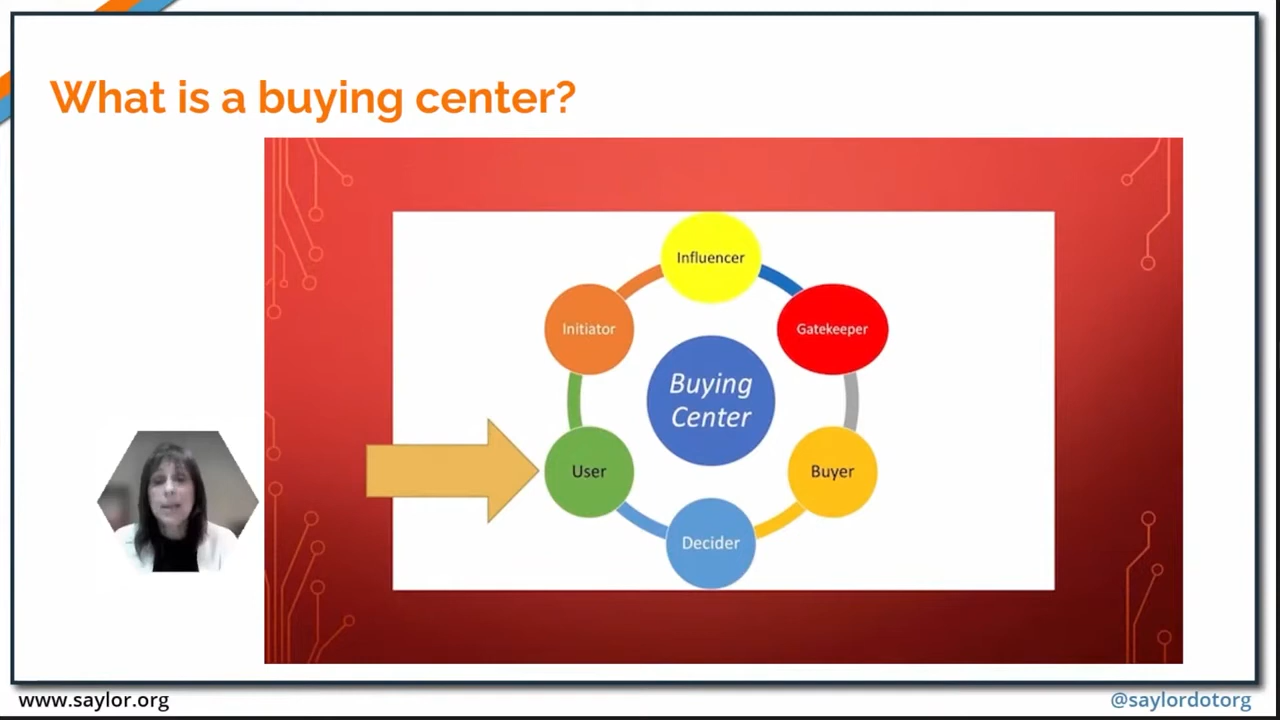 What is a buying center?
Influencer
Initiator
Gatekeeper
Buying
Center
User
Buyer
Decider
www.saylor.org
@saylordotorg